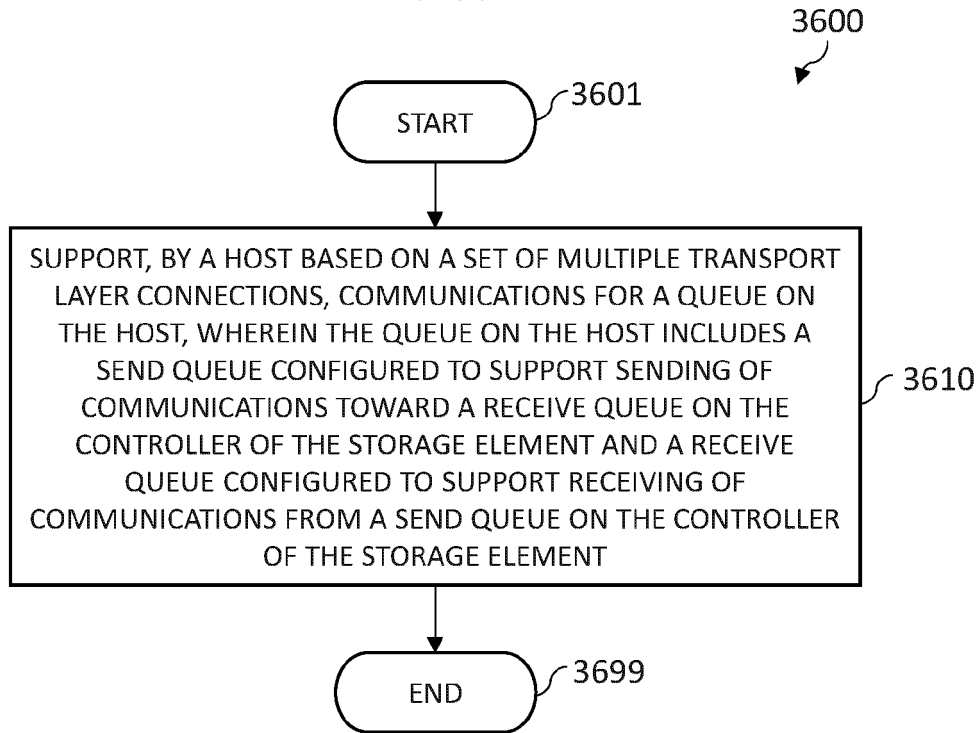 3600
3601
START
SUPPORT, BY A HOST BASED ON A SET OF MULTIPLE TRANSPORT
LAYER CONNECTIONS, COMMUNICATIONS FOR A QUEUE ON
THE HOST, WHEREIN THE QUEUE ON THE HOST INCLUDES A
SEND QUEUE CONFIGURED TO SUPPORT SENDING OF
COMMUNICATIONS TOWARD A RECEIVE QUEUE ON THE
CONTROLLER OF THE STORAGE ELEMENT AND A RECEIVE
QUEUE CONFIGURED TO SUPPORT RECEIVING OF
COMMUNICATIONS FROM A SEND QUEUE ON THE CONTROLLER
OF THE STORAGE ELEMENT
3610
3699
END